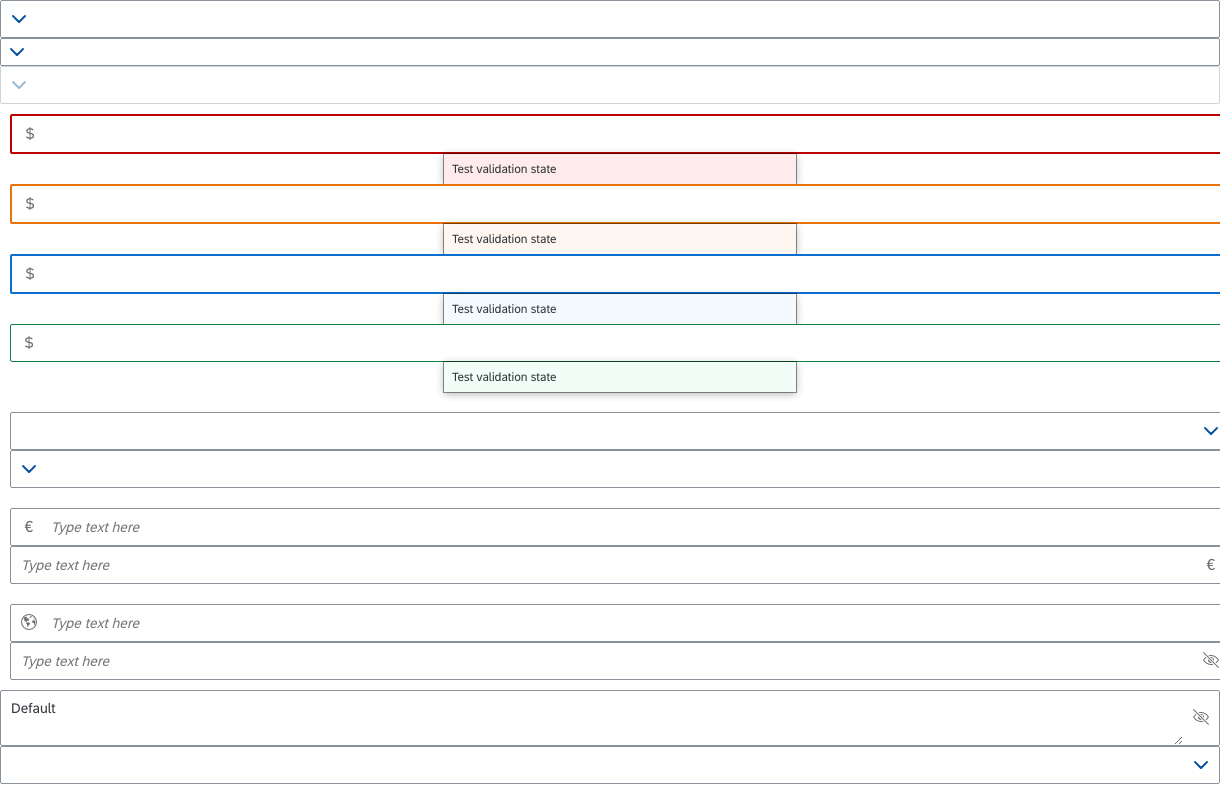 $
Test validation state
$
Test validation state
$
Test validation state
$
Test validation state
€ Type text here
Type text here €
Type text here
Type text here
Default